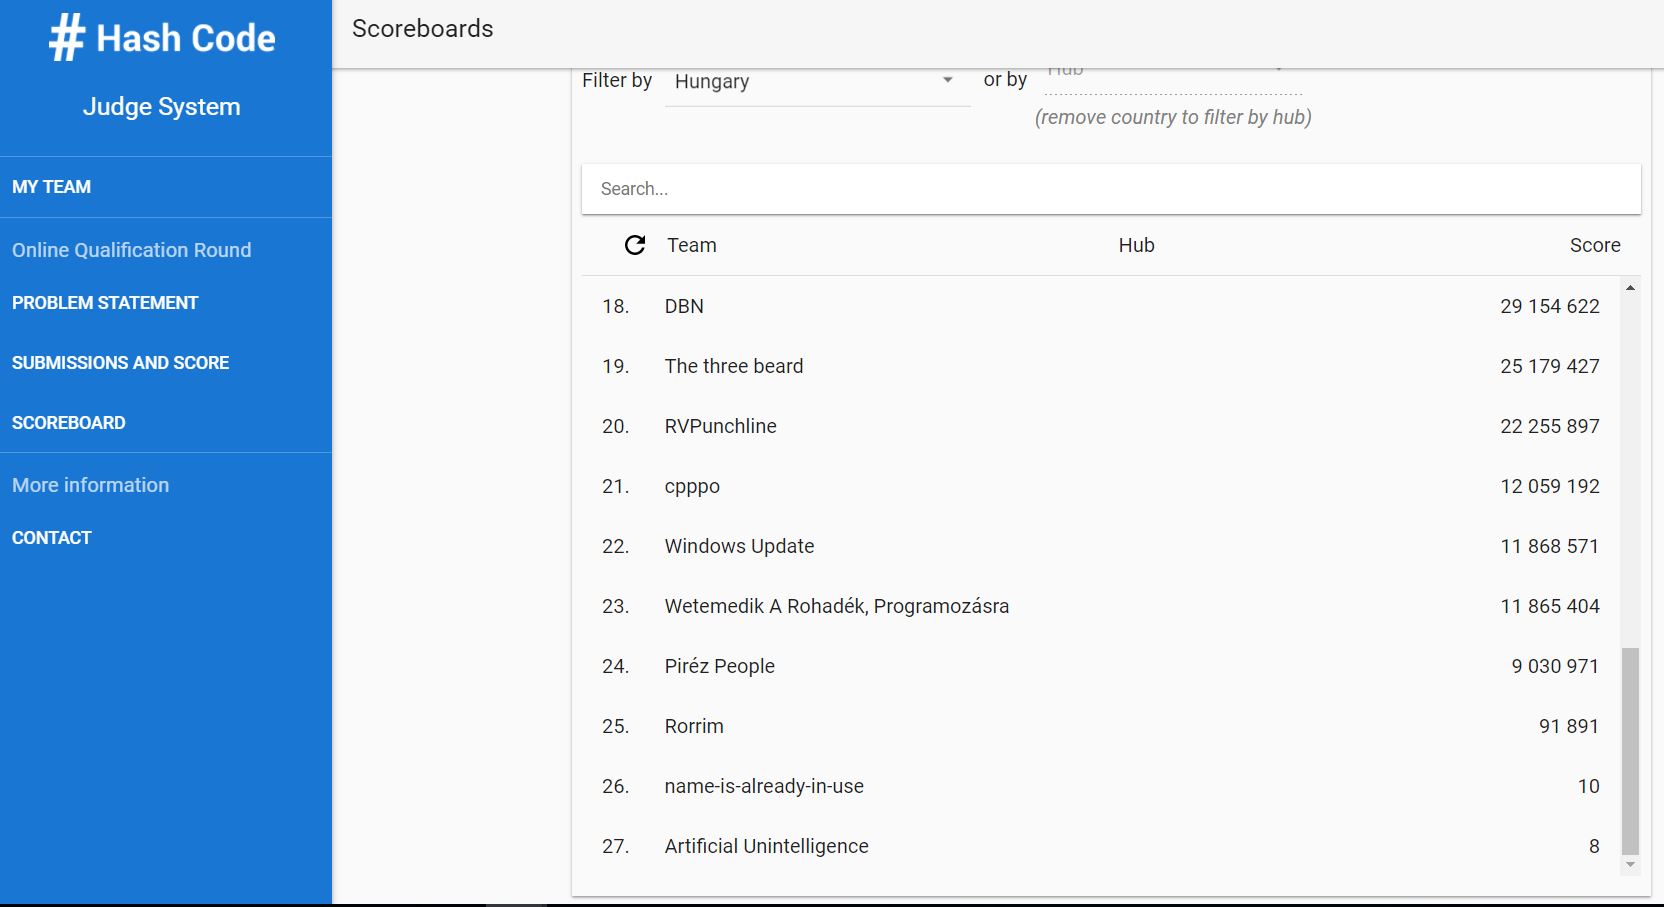 # Hash Code
Judge System
MY TEAM
Online Qualification Round
PROBLEM STATEMENT
SUBMISSIONS AND SCORE
SCOREBOARD
More information
CONTACT
Scoreboards
Filter by Hungary or by Hub
(remove country to filter by hub)
Search...
Team Hub Score
18. DBN 29 154 622
19. The three beard 25 179 427
20. RVPunchline 22 255 897
21. cpppo 12 059 192
22. Windows Update 11 868 571
23. Wetemedik A Rohadék, Programozásra 11 865 404
24. Piréz People 9 030 971
25. Rorrim 91 891
26. name-is-already-in-use 10
27. Artificial Unintelligence 8